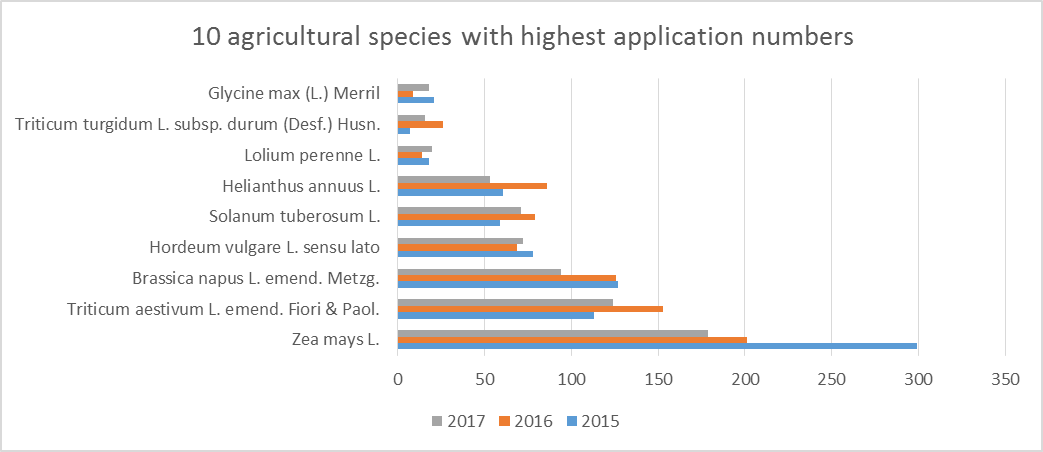 10 agricultural species with highest application numbers
Glycine max (L.) Merril
Triticum turgidum L. subsp. durum (Desf.) Husn.
Lolium perenne L.
Helianthus annuus L.
Solanum tuberosum L.
Hordeum vulgare L. sensu lato
Brassica napus L. emend. Metzg.
Triticum aestivum L. emend. Fiori & Paol.
Zea mays L.
0 50 100 150 200 250 300 350
2017 2016 2015